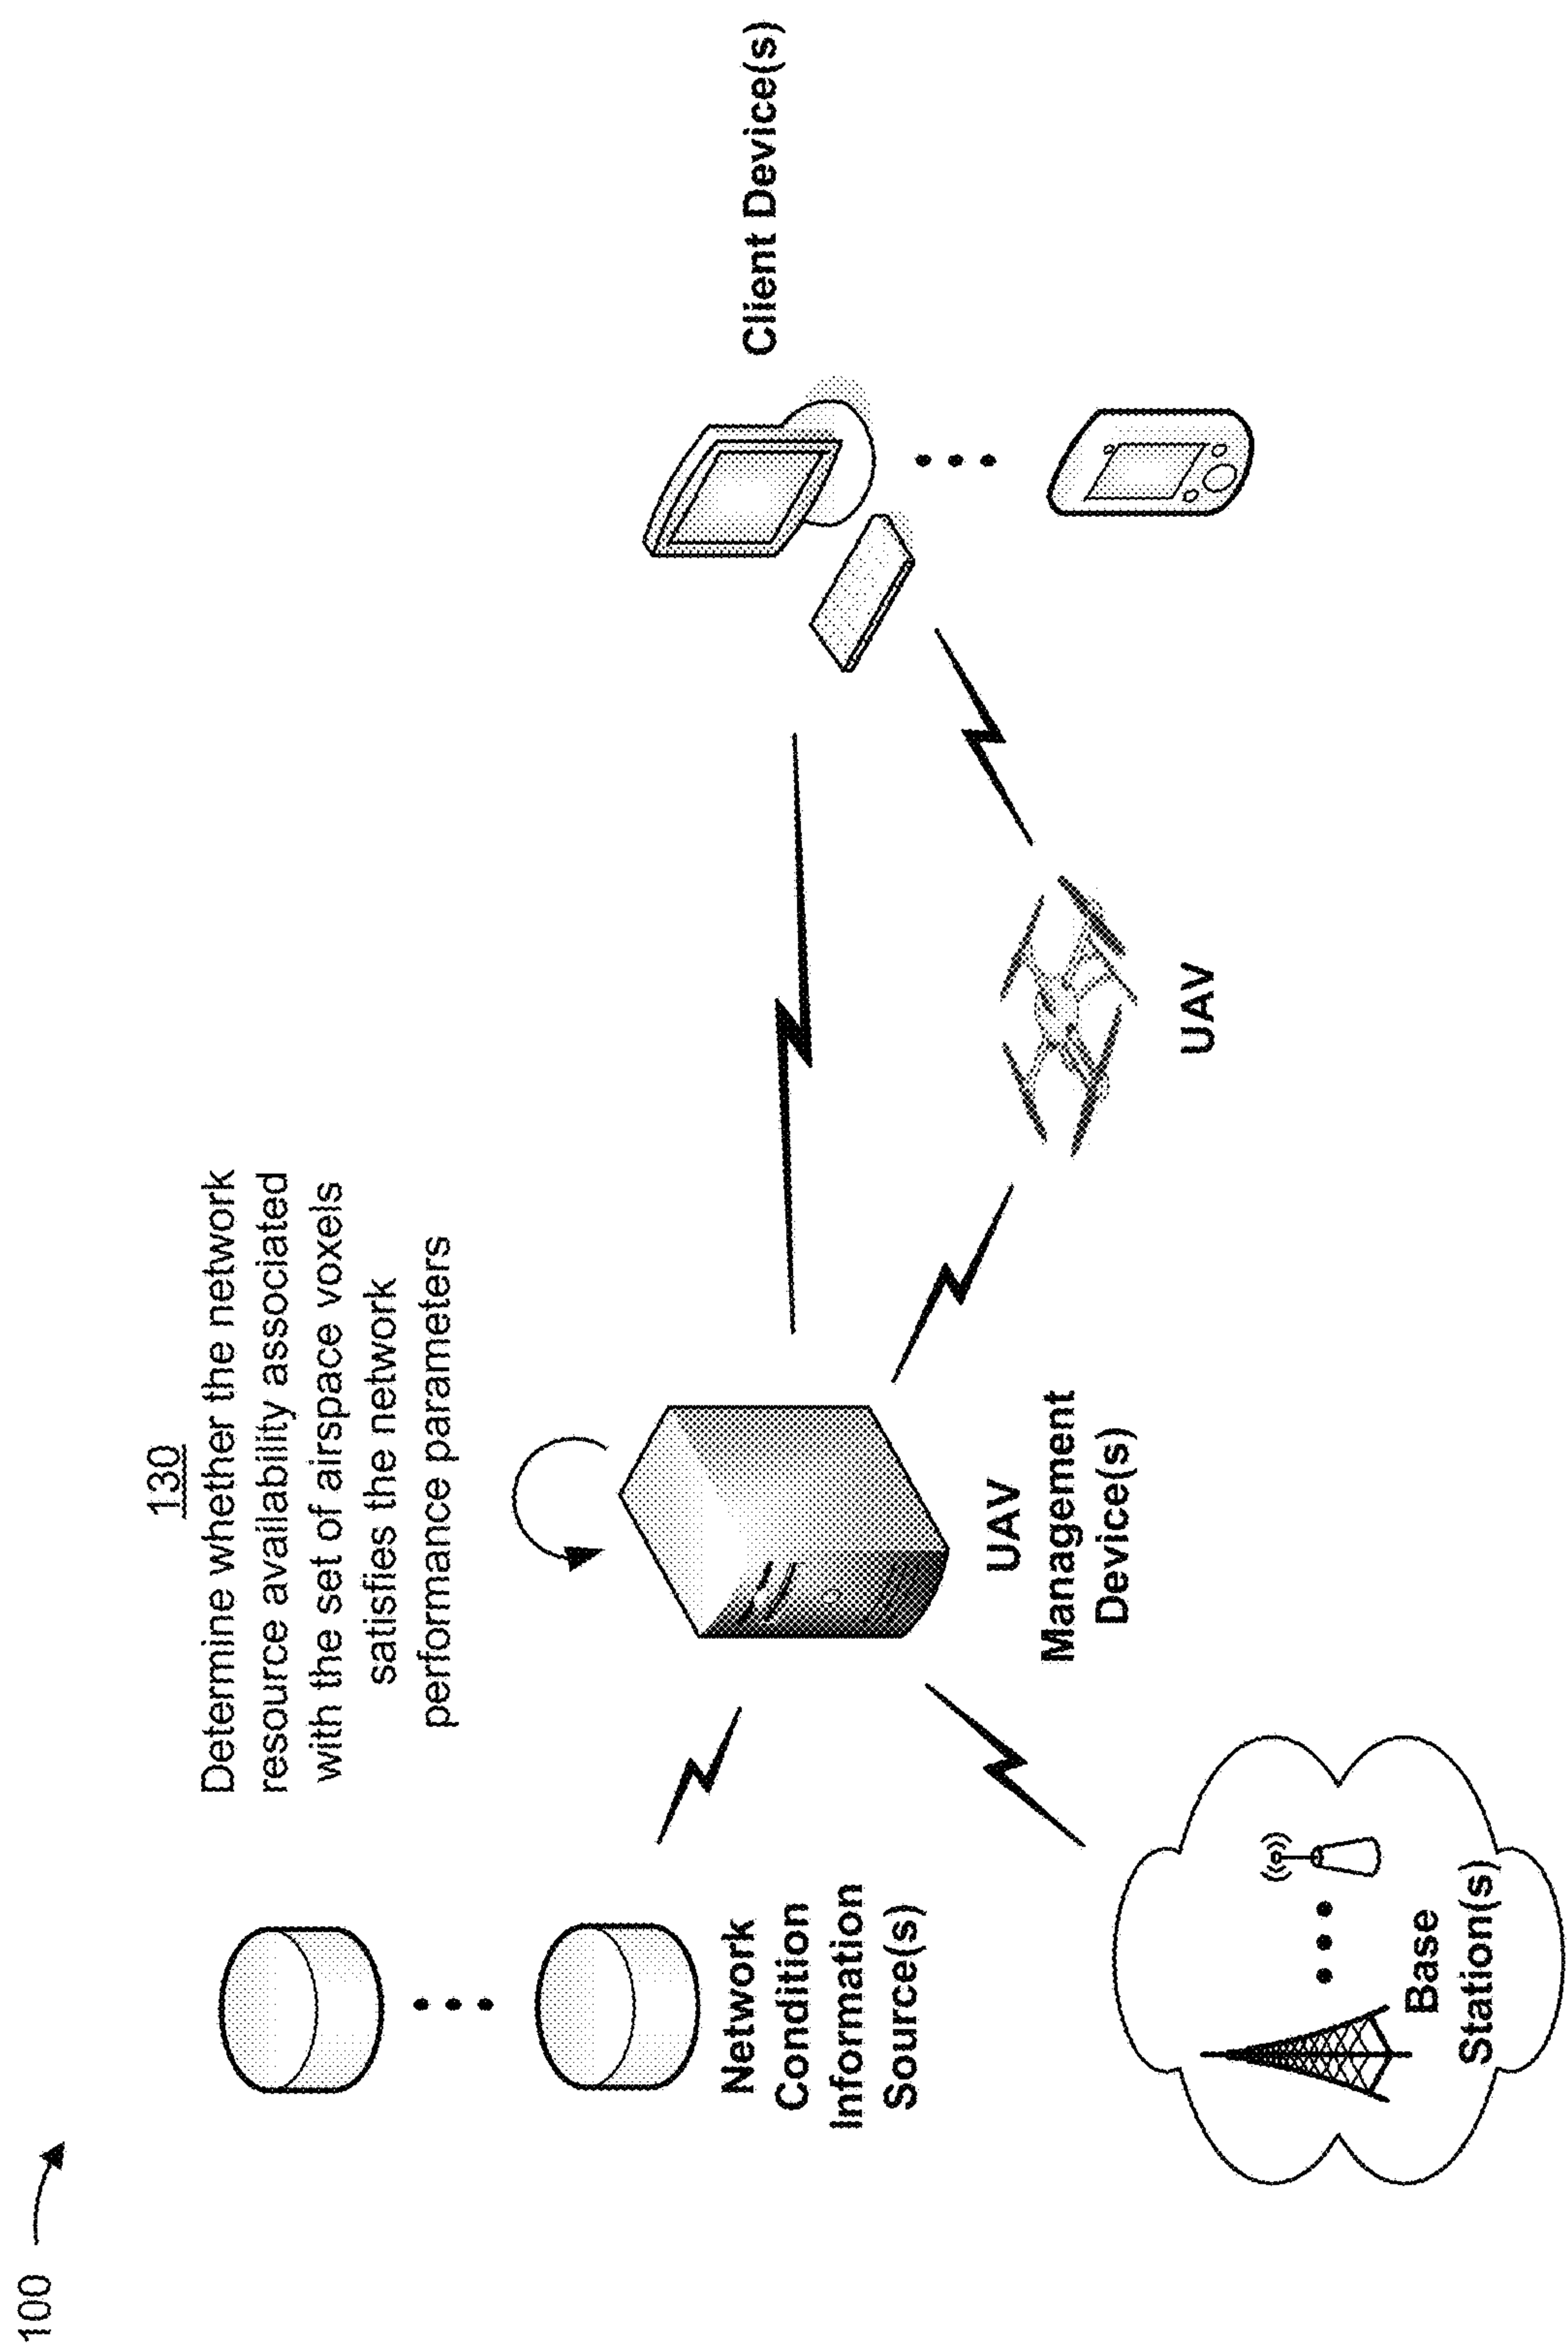 100
130
Determine whether the network
resource availability associated
with the set of airspace voxels
satisfies the network
performance parameters
Network
Condition
Information
Source(s)
Base
Station(s)
UAV
Management
Device(s)
UAV
Client Device(s)